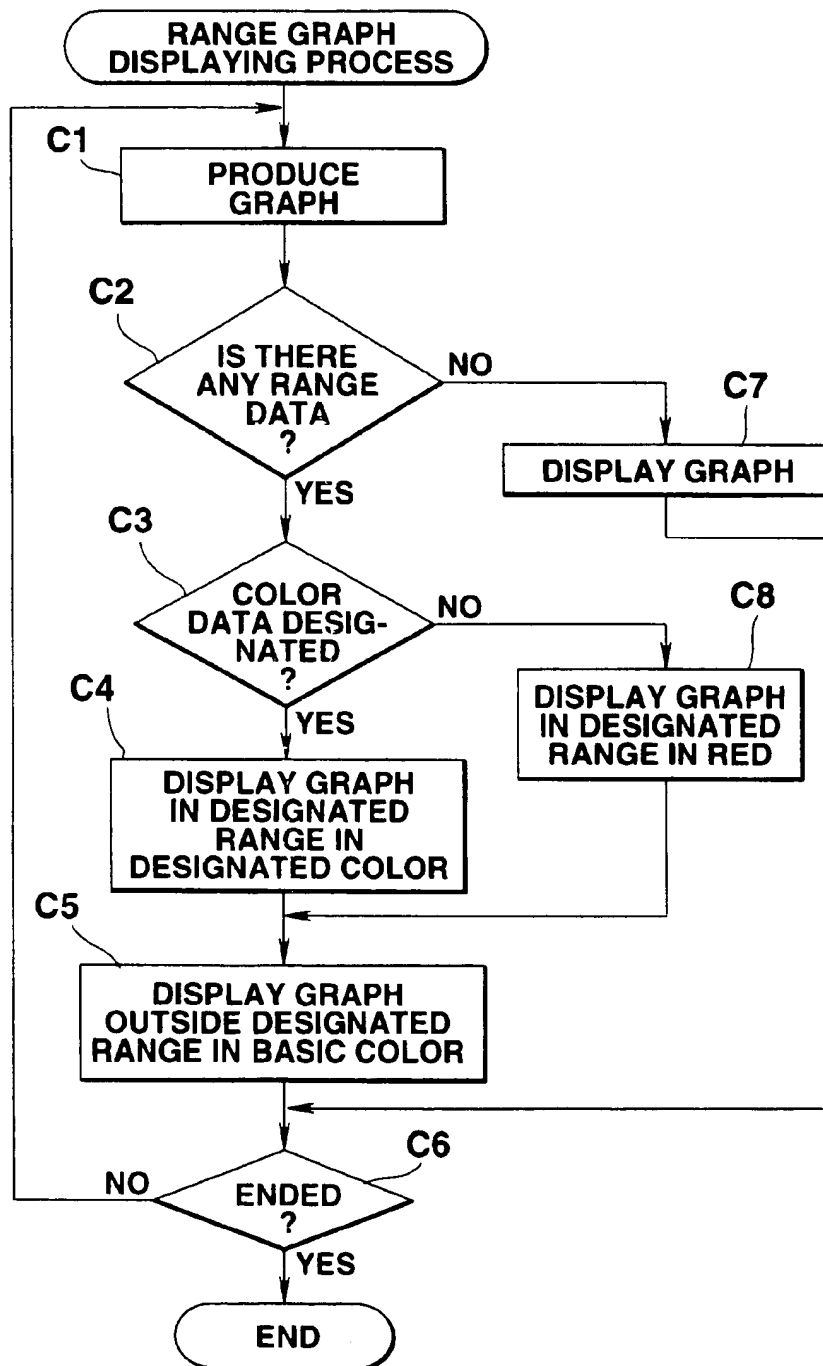 RANGE GRAPH
DISPLAYING PROCESS
C1
PRODUCE
GRAPH
C2
IS THERE
ANY RANGE
DATA
?
NO
YES
C7
DISPLAY GRAPH
C3
COLOR
DATA DESIG-
NATED
?
NO
YES
C8
DISPLAY GRAPH
IN DESIGNATED
RANGE IN RED
C4
DISPLAY GRAPH
IN DESIGNATED
RANGE IN
DESIGNATED COLOR
C5
DISPLAY GRAPH
OUTSIDE DESIGNATED
RANGE IN BASIC COLOR
C6
ENDED
?
NO
YES
END